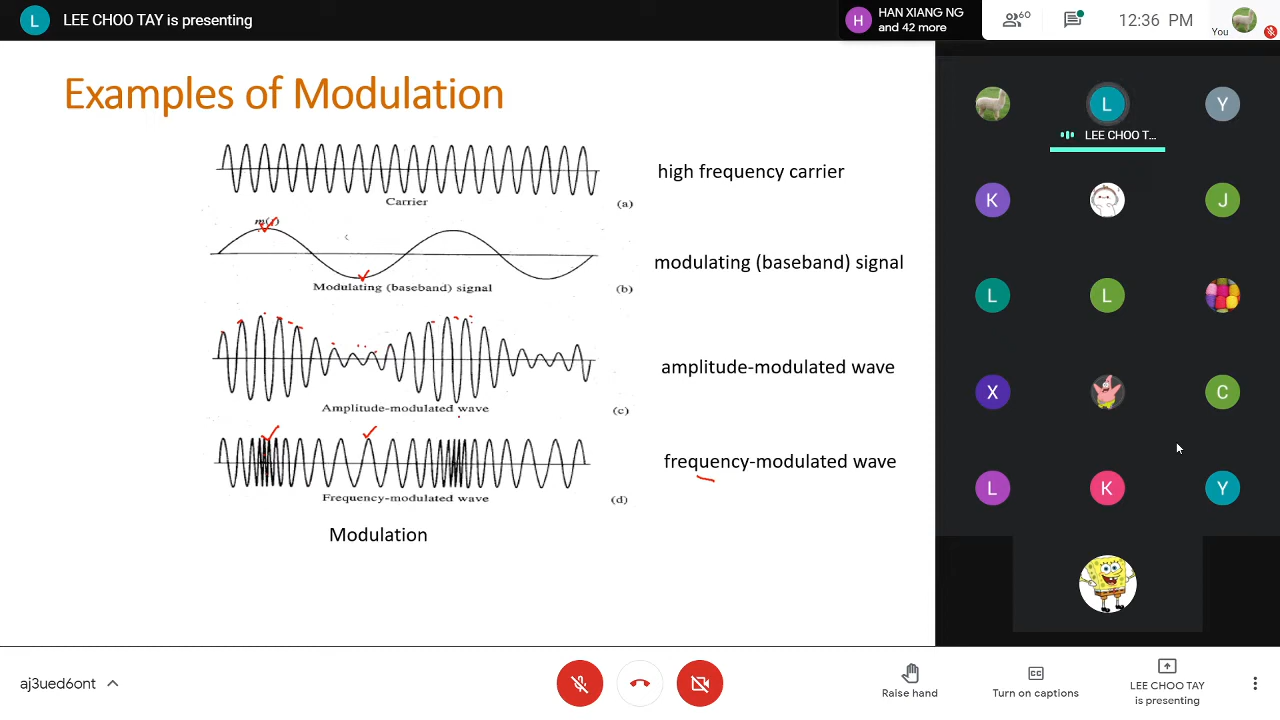 L
LEE CHOO TAY is presenting
H
HAN XIANG NG
and 42 more
60
12:36 PM
You
Examples of Modulation
high frequency carrier
Carrier
(a)
m(t)
modulating (baseband) signal
Modulating (baseband) signal
(b)
amplitude-modulated wave
Amplitude-modulated wave
(c)
frequency-modulated wave
Frequency-modulated wave
(d)
Modulation
L
Y
LEE CHOO T...
K
J
L
L
X
C
L
K
Y
aj3ued6ont
Raise hand
CC
Turn on captions
LEE CHOO TAY
is presenting